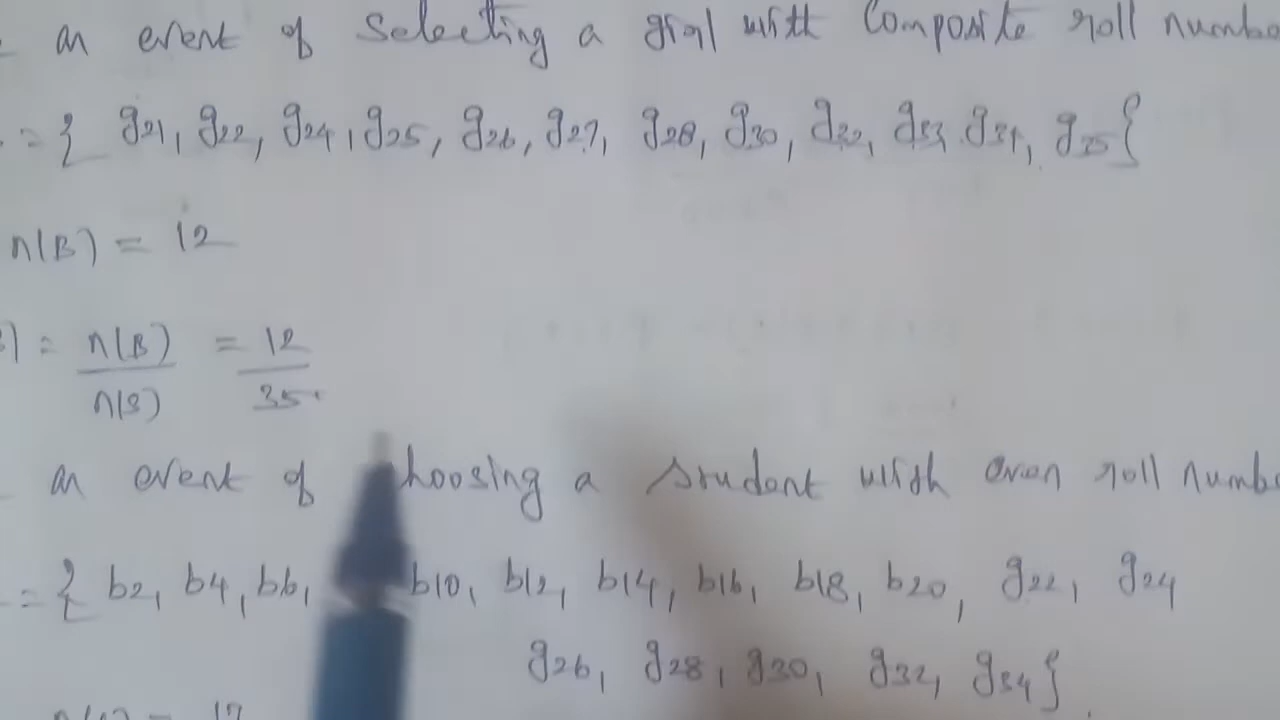 an event of selecting a girl with Composite roll numbe
= { g21, g22, g24, g25, g26, g27, g28, g30, g32, g33, g34, g35 }
n(B) = 12
) = n(B) / n(S) = 12 / 35
an event of choosing a student with even roll numbe
= { b2, b4, b6, b10, b12, b14, b16, b18, b20, g22, g24
g26, g28, g30, g32, g34 }
= 17